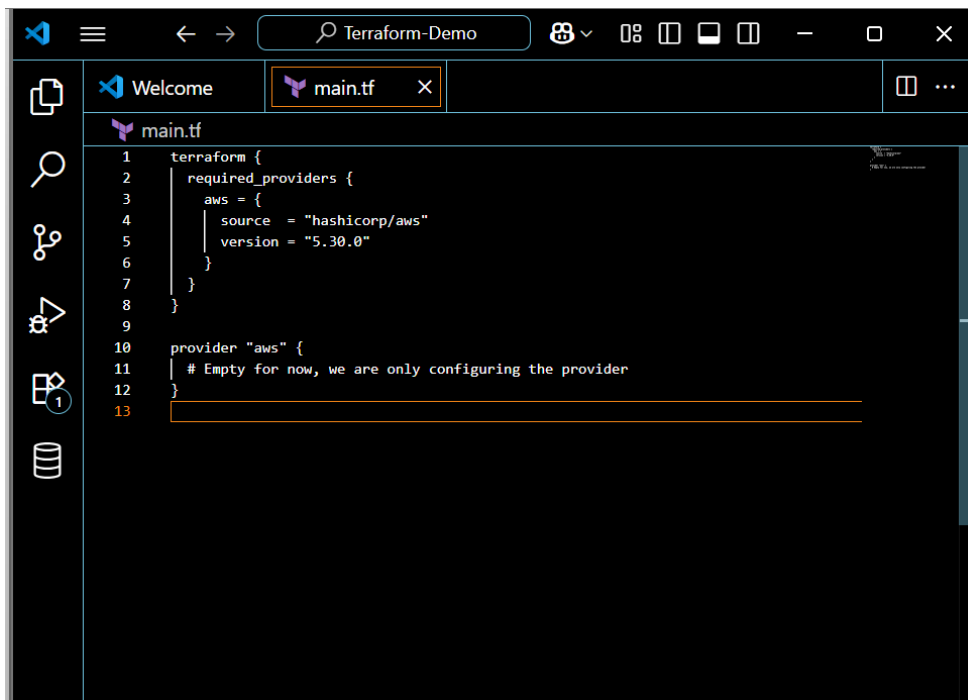 Terraform-Demo
Welcome
main.tf
main.tf
1 terraform {
2   required_providers {
3     aws = {
4       source  = "hashicorp/aws"
5       version = "5.30.0"
6     }
7   }
8 }
9
10 provider "aws" {
11   # Empty for now, we are only configuring the provider
12 }
13
1